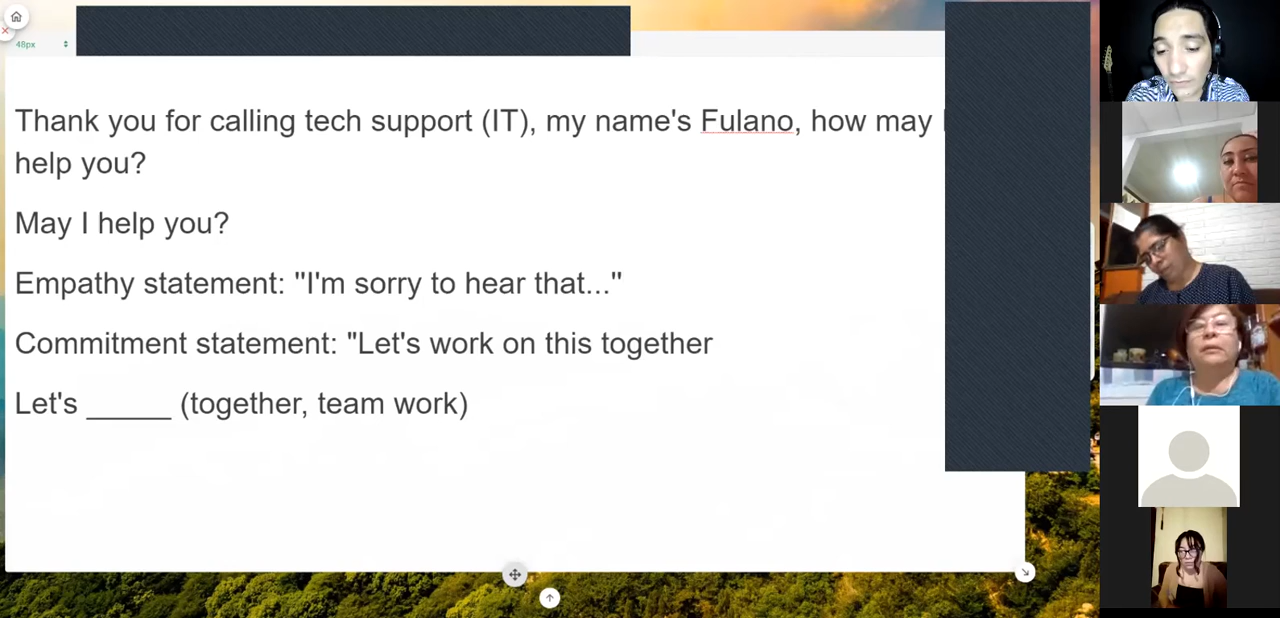 48px
Thank you for calling tech support (IT), my name's Fulano, how may
help you?
May I help you?
Empathy statement: "I'm sorry to hear that..."
Commitment statement: "Let's work on this together
Let's _____ (together, team work)